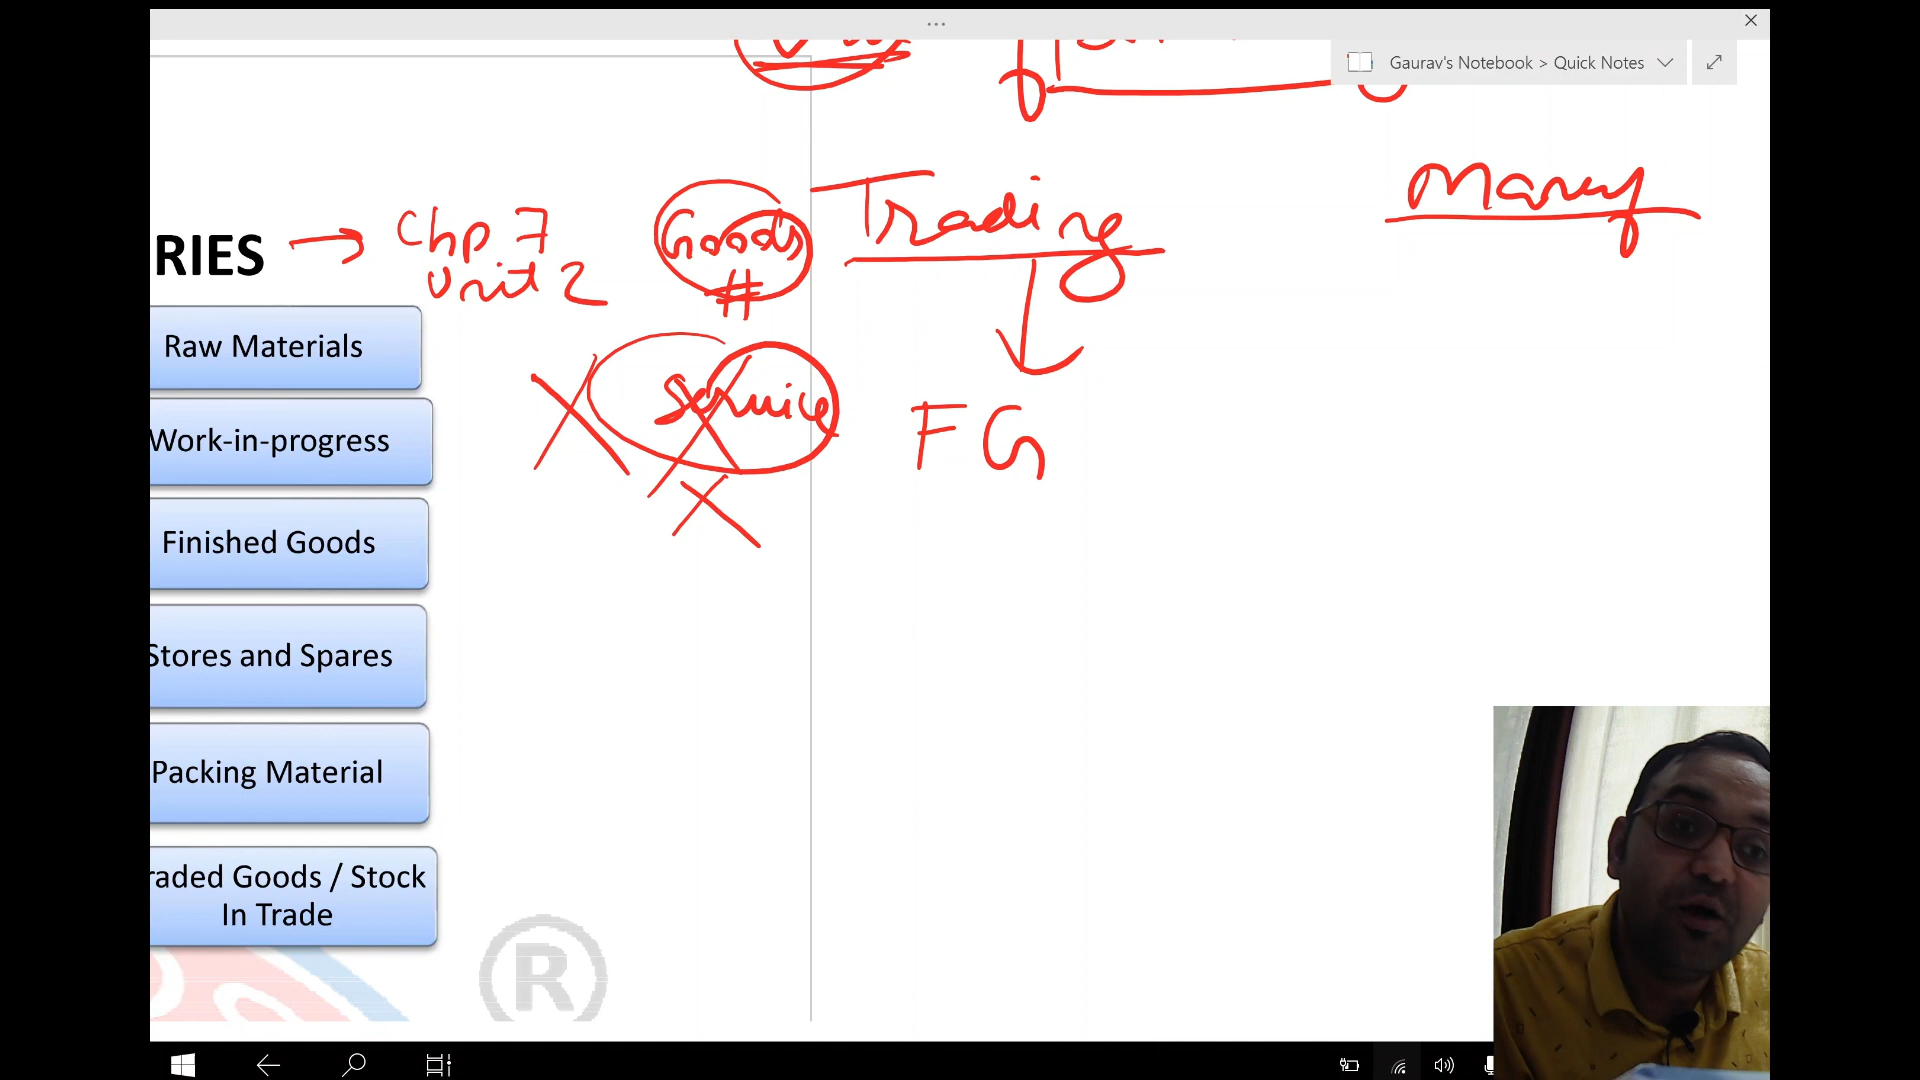 ...
Gaurav's Notebook > Quick Notes
Manuf
Trading
Goods
#
RIES → Chp 7
Unit 2
Raw Materials
Service
FG
Work-in-progress
Finished Goods
Stores and Spares
Packing Material
raded Goods / Stock
In Trade
®